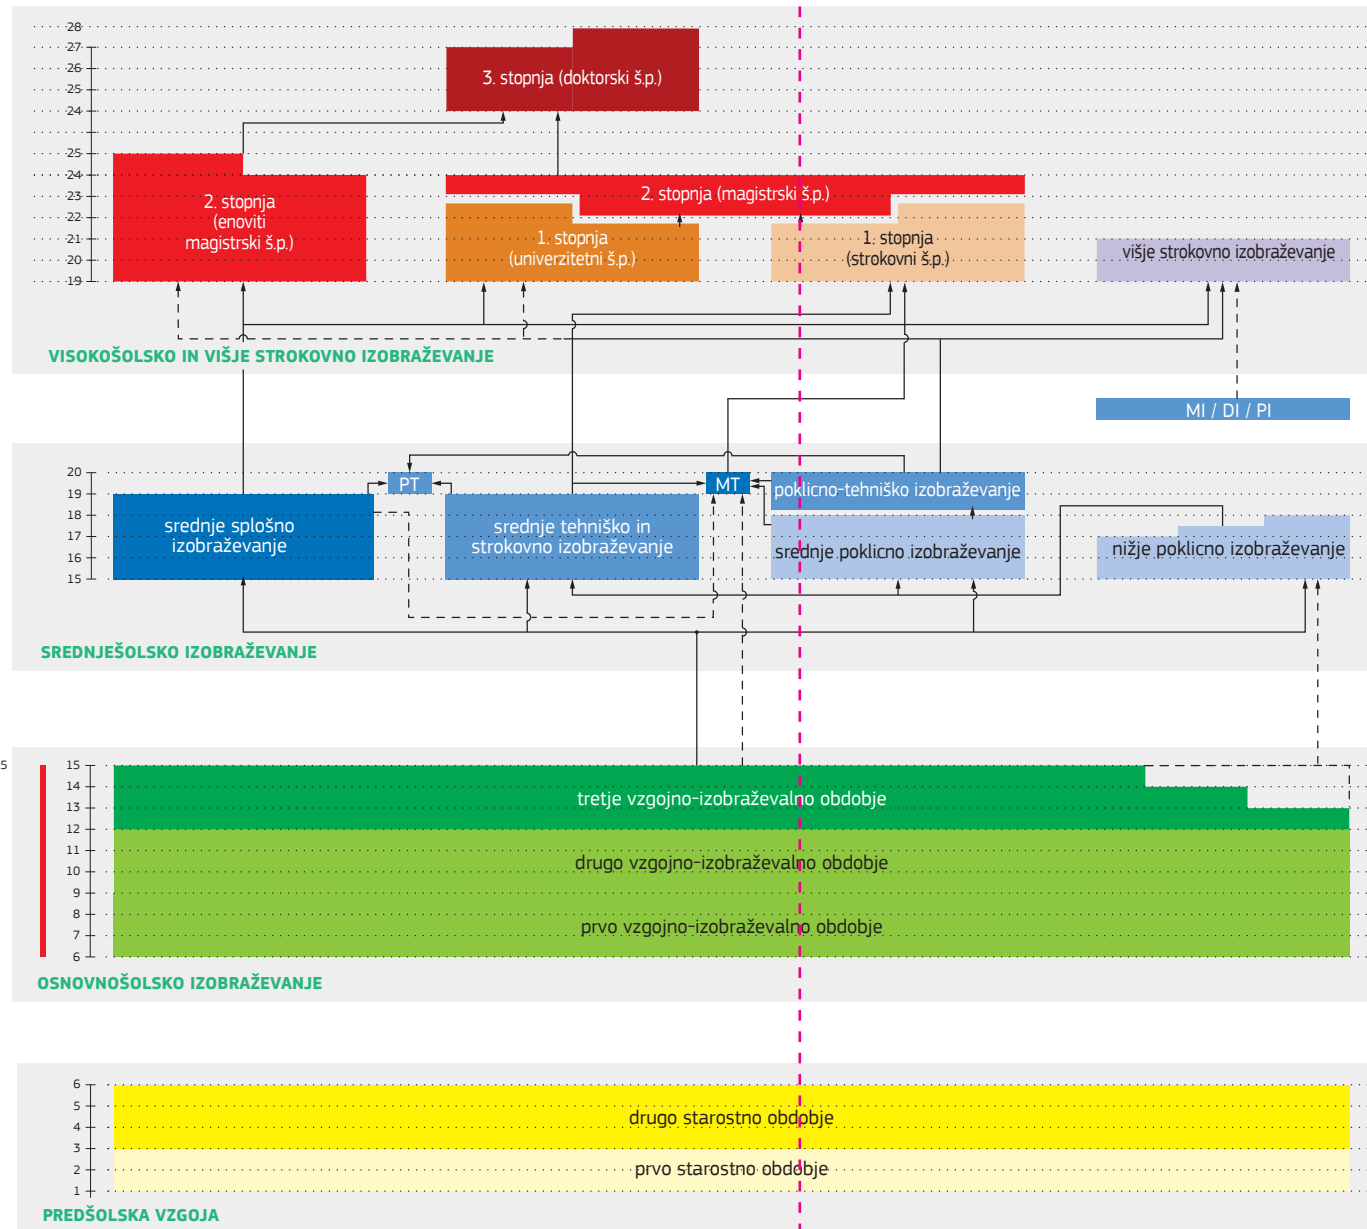 28
27
26
25
24
3. stopnja (doktorski š.p.)
25
24
23
22
21
20
19
2. stopnja
(enoviti
magistrski š.p.)
2. stopnja (magistrski š.p.)
1. stopnja
(univerzitetni š.p.)
1. stopnja
(strokovni š.p.)
višje strokovno izobraževanje
VISOKOŠOLSKO IN VIŠJE STROKOVNO IZOBRAŽEVANJE
MI / DI / PI
20
19
18
17
16
15
PT
MT
poklicno-tehniško izobraževanje
srednje splošno
izobraževanje
srednje tehniško in
strokovno izobraževanje
srednje poklicno izobraževanje
nižje poklicno izobraževanje
SREDNJEŠOLSKO IZOBRAŽEVANJE
5
15
14
13
12
11
10
9
8
7
6
tretje vzgojno-izobraževalno obdobje
drugo vzgojno-izobraževalno obdobje
prvo vzgojno-izobraževalno obdobje
OSNOVNOŠOLSKO IZOBRAŽEVANJE
6
5
4
3
2
1
drugo starostno obdobje
prvo starostno obdobje
PREDŠOLSKA VZGOJA